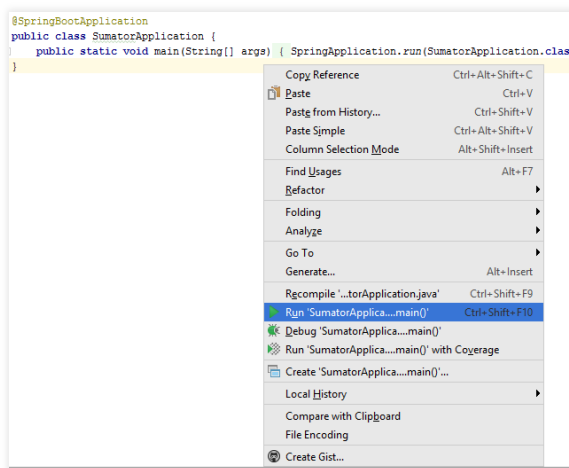 @SpringBootApplication
public class SumatorApplication {
public static void main(String[] args) { SpringApplication.run(SumatorApplication.clas
}
Copy Reference Ctrl+Alt+Shift+C
Paste Ctrl+V
Paste from History... Ctrl+Shift+V
Paste Simple Ctrl+Alt+Shift+V
Column Selection Mode Alt+Shift+Insert
Find Usages Alt+F7
Refactor
Folding
Analyze
Go To
Generate... Alt+Insert
Recompile '...torApplication.java' Ctrl+Shift+F9
Run 'SumatorApplica....main()' Ctrl+Shift+F10
Debug 'SumatorApplica....main()'
Run 'SumatorApplica....main()' with Coverage
Create 'SumatorApplica....main()'...
Local History
Compare with Clipboard
File Encoding
Create Gist...